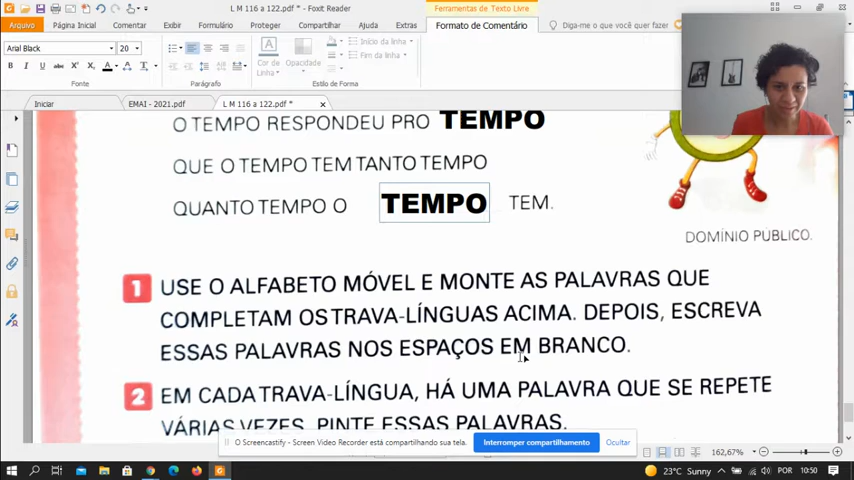 L M 116 a 122.pdf * - Foxit Reader
Ferramentas de Texto Livre
Arquivo Página Inicial Comentar Exibir Formulário Proteger Compartilhar Ajuda Extras Formato de Comentário Diga-me o que você quer fazer
Arial Black 20
Início da linha
Fim da linha
Cor de Linha Opacidade
Fonte Parágrafo Estilo de Forma
Iniciar EMAI - 2021.pdf L M 116 a 122.pdf *
O TEMPO RESPONDEU PRO TEMPO
QUE O TEMPO TEM TANTO TEMPO
QUANTO TEMPO O TEMPO TEM.
DOMÍNIO PÚBLICO.
1 USE O ALFABETO MÓVEL E MONTE AS PALAVRAS QUE
COMPLETAM OS TRAVA-LÍNGUAS ACIMA. DEPOIS, ESCREVA
ESSAS PALAVRAS NOS ESPAÇOS EM BRANCO.
2 EM CADA TRAVA-LÍNGUA, HÁ UMA PALAVRA QUE SE REPETE
VÁRIAS VEZES. PINTE ESSAS PALAVRAS.
O Screencastify - Screen Video Recorder está compartilhando sua tela. Interromper compartilhamento Ocultar
162,67%
23°C Sunny POR 10:50